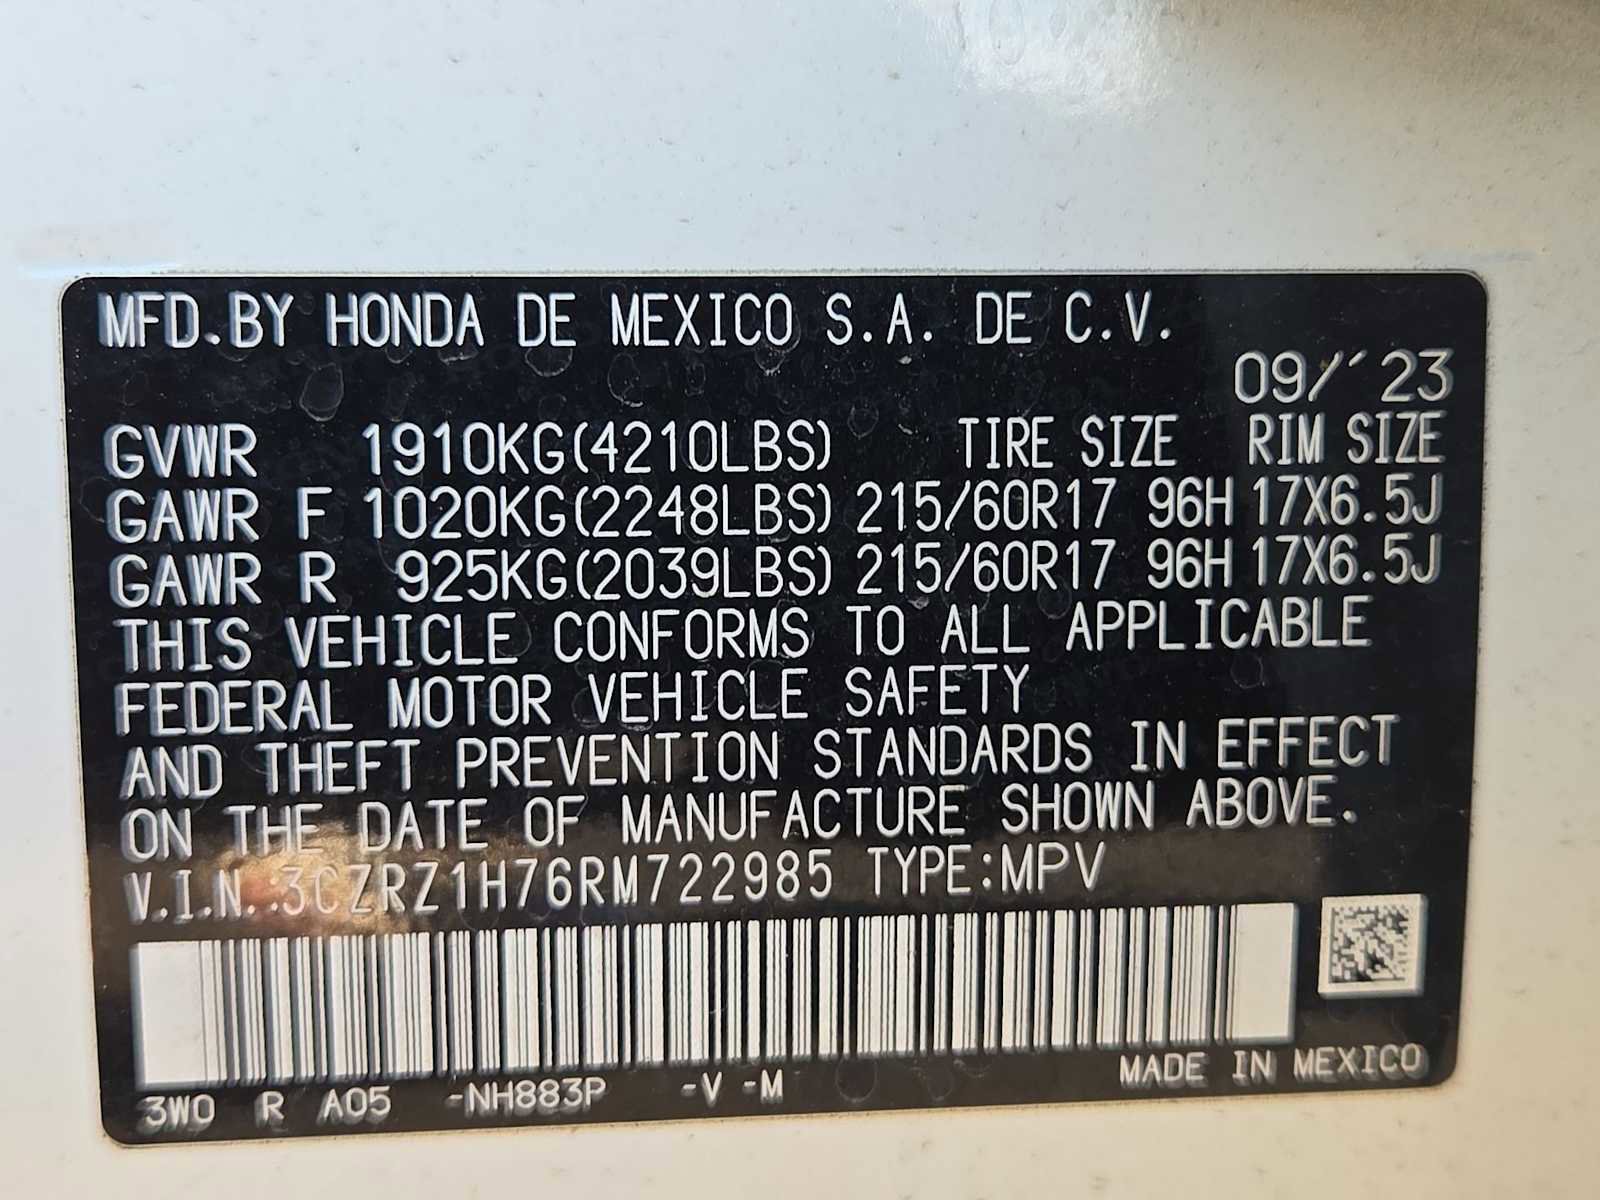 MFD.BY HONDA DE MEXICO S.A. DE C.V.
09/´23
GVWR 1910KG(4210LBS) TIRE SIZE RIM SIZE
GAWR F 1020KG(2248LBS) 215/60R17 96H 17X6.5J
GAWR R 925KG(2039LBS) 215/60R17 96H 17X6.5J
THIS VEHICLE CONFORMS TO ALL APPLICABLE
FEDERAL MOTOR VEHICLE SAFETY
AND THEFT PREVENTION STANDARDS IN EFFECT
ON THE DATE OF MANUFACTURE SHOWN ABOVE.
V.I.N.:3CZRZ1H76RM722985 TYPE:MPV
MADE IN MEXICO
3W0 R A05 -NH883P -V -M